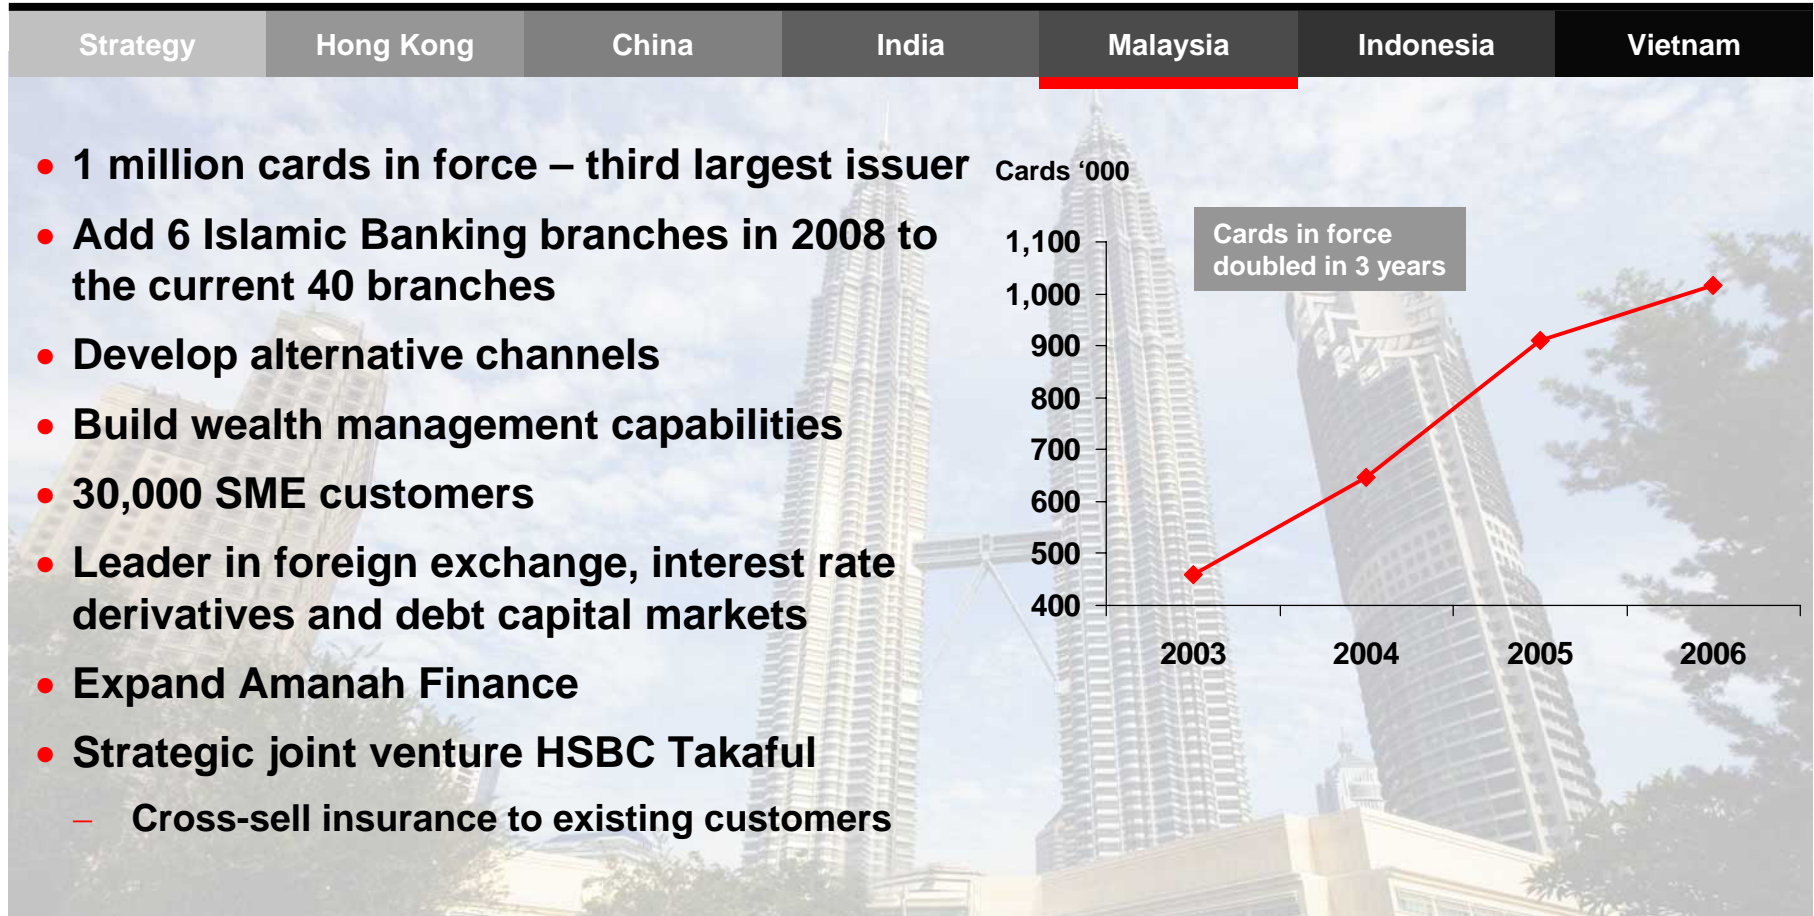 Strategy Hong Kong China India Malaysia Indonesia Vietnam
• 1 million cards in force – third largest issuer
• Add 6 Islamic Banking branches in 2008 to
the current 40 branches
• Develop alternative channels
• Build wealth management capabilities
• 30,000 SME customers
• Leader in foreign exchange, interest rate
derivatives and debt capital markets
• Expand Amanah Finance
• Strategic joint venture HSBC Takaful
– Cross-sell insurance to existing customers
Cards ‘000
Cards in force
doubled in 3 years
1,100
1,000
900
800
700
600
500
400
2003 2004 2005 2006